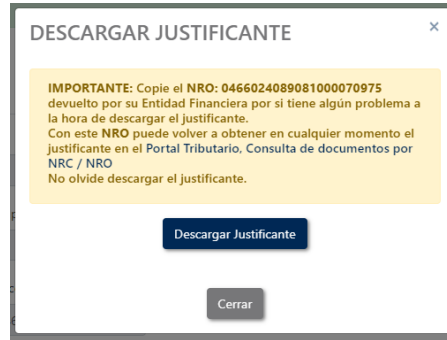 DESCARGAR JUSTIFICANTE
×
IMPORTANTE: Copie el NRO: 0466024089081000070975
devuelto por su Entidad Financiera por si tiene algún problema a
la hora de descargar el justificante.
Con este NRO puede volver a obtener en cualquier momento el
justificante en el Portal Tributario, Consulta de documentos por
NRC / NRO
No olvide descargar el justificante.
Descargar Justificante
Cerrar